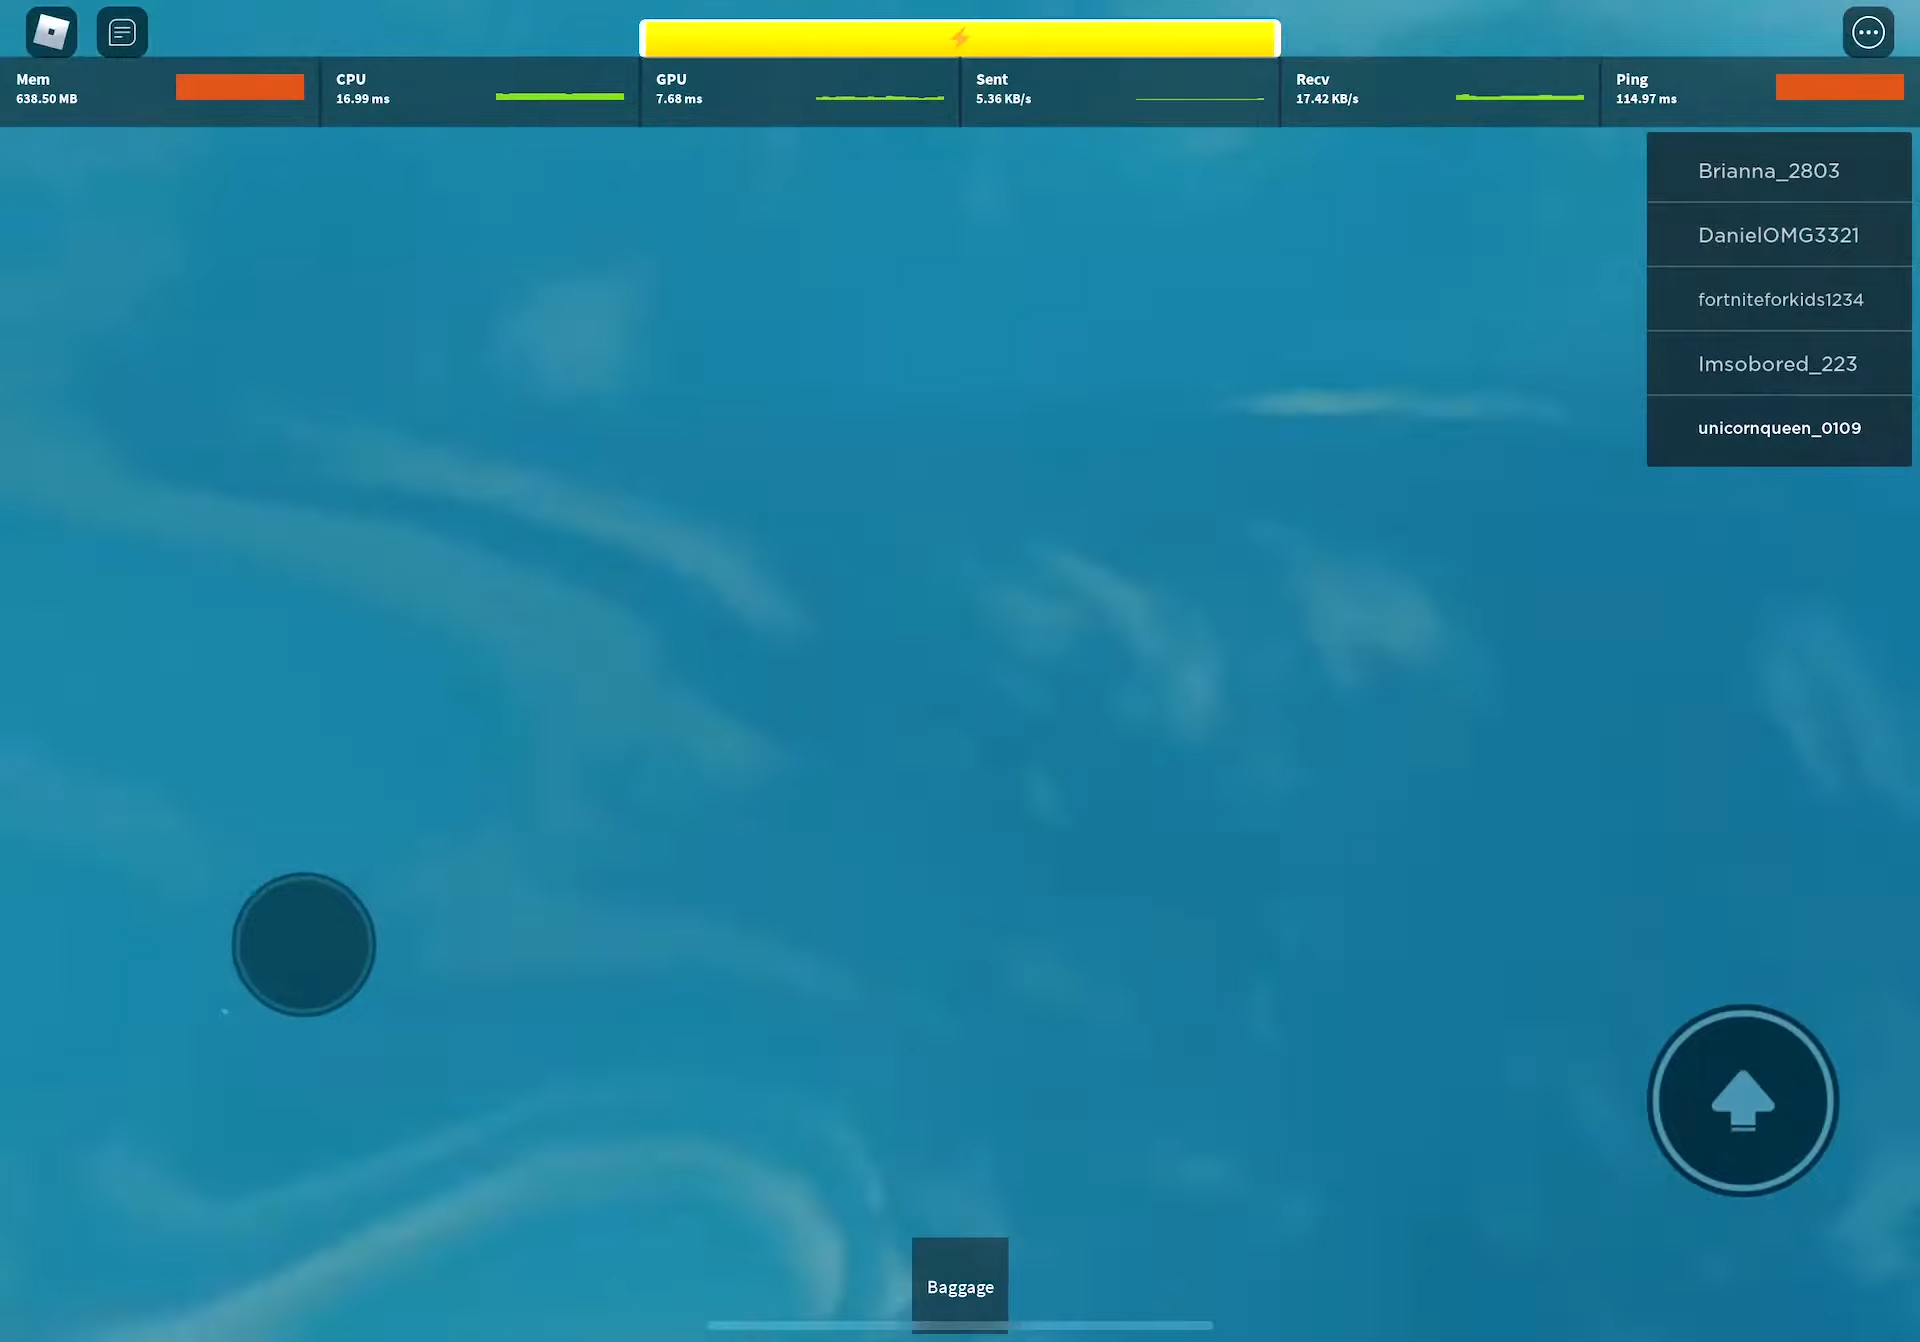 Mem
638.50 MB
CPU
16.99 ms
GPU
7.68 ms
Sent
5.36 KB/s
Recv
17.42 KB/s
Ping
114.97 ms
Brianna_2803
DanielOMG3321
fortniteforkids1234
Imsobored_223
unicornqueen_0109
Baggage